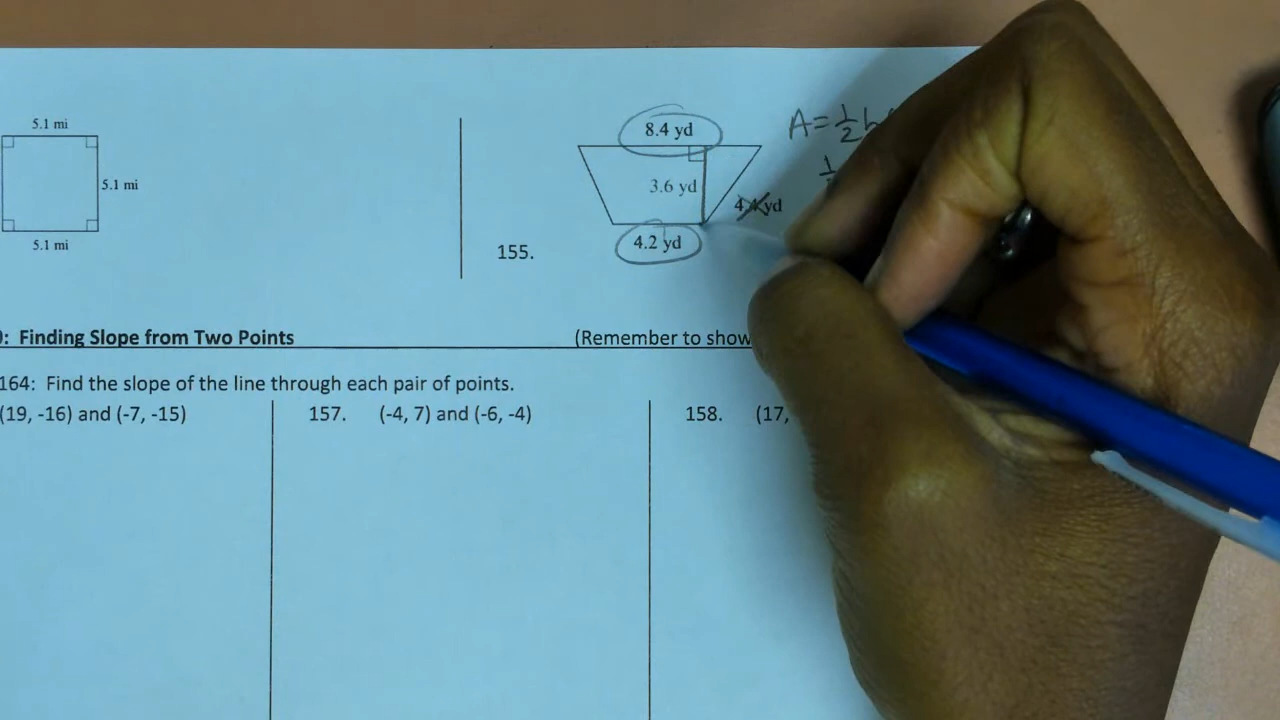 5.1 mi
5.1 mi
5.1 mi
8.4 yd
3.6 yd
yd
4.2 yd
155.
A = 1/2 h
1
: Finding Slope from Two Points (Remember to show
164: Find the slope of the line through each pair of points.
(19, -16) and (-7, -15) 157. (-4, 7) and (-6, -4) 158. (17,